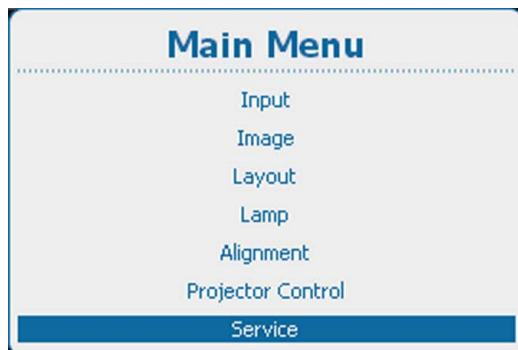 Main Menu
Input
Image
Layout
Lamp
Alignment
Projector Control
Service